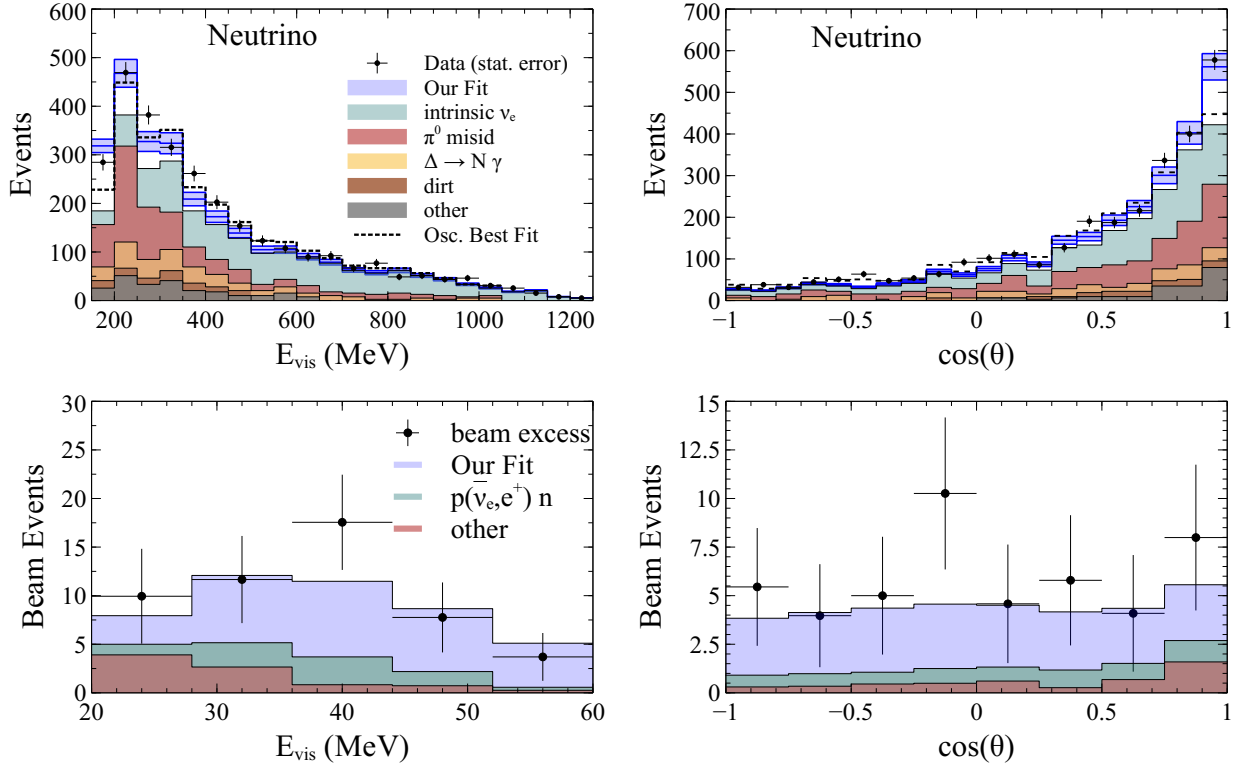 600
500
400
300
200
100
0
Events
Neutrino
Data (stat. error)
Our Fit
intrinsic νₑ
π⁰ misid
Δ → N γ
dirt
other
Osc. Best Fit
200 400 600 800 1000 1200
E_vis (MeV)
700
600
500
400
300
200
100
0
Events
Neutrino
−1 −0.5 0 0.5 1
cos(θ)
30
25
20
15
10
5
0
Beam Events
beam excess
Our Fit
p(ν̅ₑ,e⁺) n
other
20 30 40 50 60
E_vis (MeV)
15
12.5
10
7.5
5
2.5
0
Beam Events
−1 −0.5 0 0.5 1
cos(θ)